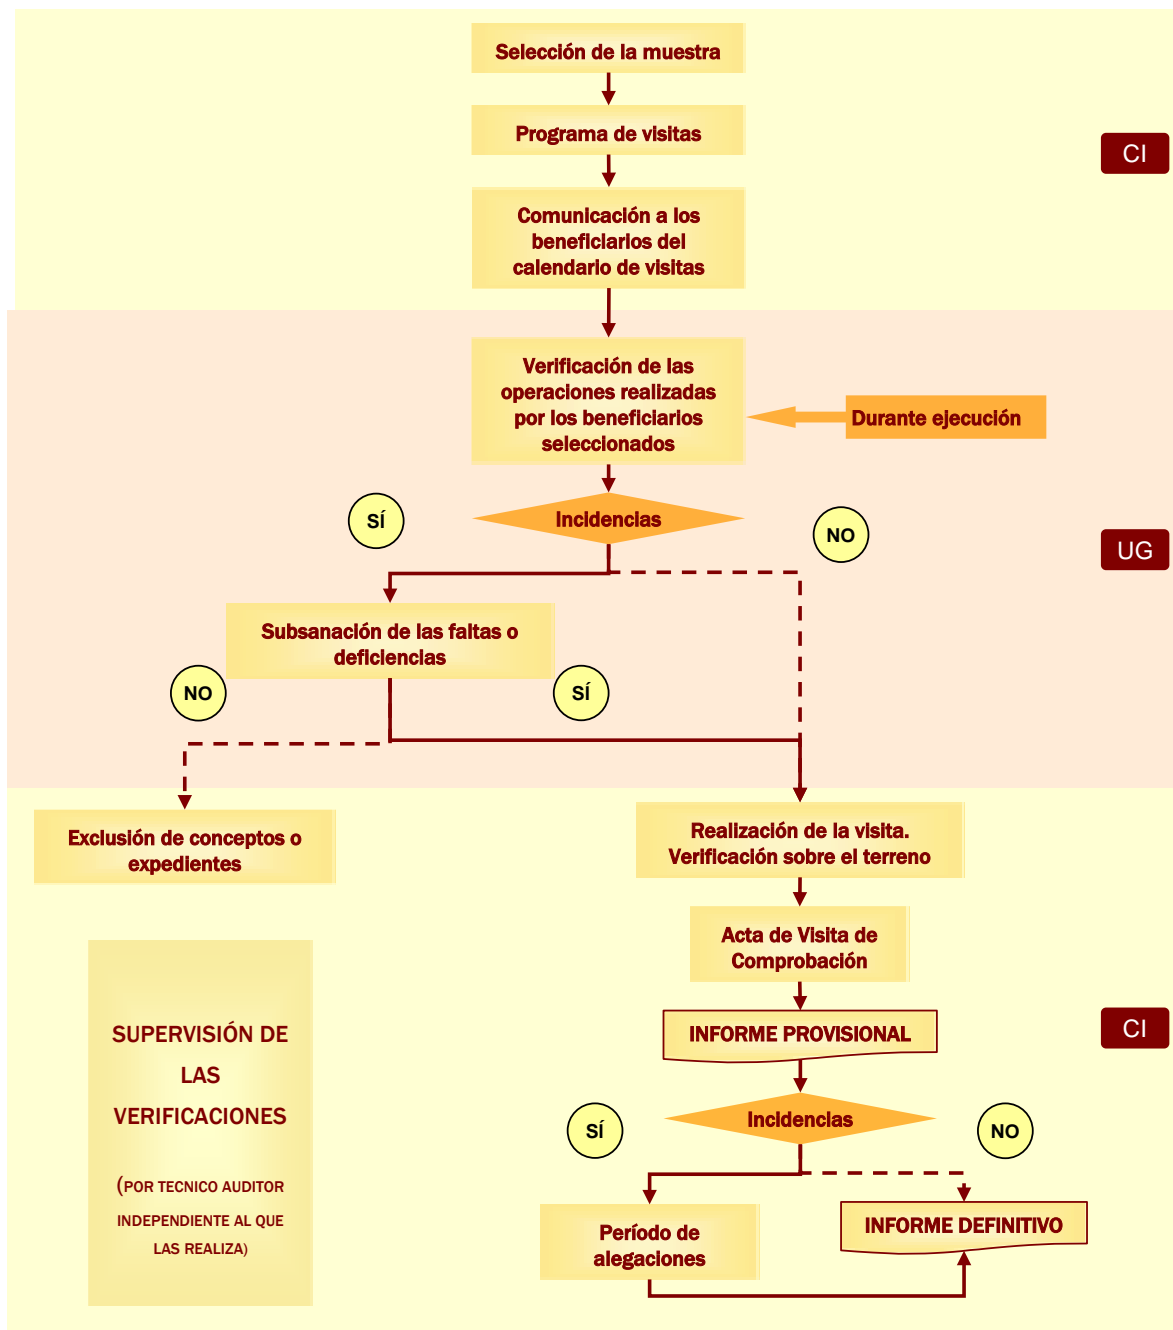 Selección de la muestra
Programa de visitas
CI
Comunicación a los
beneficiarios del
calendario de visitas
Verificación de las
operaciones realizadas
por los beneficiarios
seleccionados
Durante ejecución
SÍ
Incidencias
NO
UG
Subsanación de las faltas o
deficiencias
NO
SÍ
Exclusión de conceptos o
expedientes
Realización de la visita.
Verificación sobre el terreno
Acta de Visita de
Comprobación
SUPERVISIÓN DE
LAS
VERIFICACIONES
(POR TECNICO AUDITOR
INDEPENDIENTE AL QUE
LAS REALIZA)
INFORME PROVISIONAL
CI
SÍ
Incidencias
NO
Período de
alegaciones
INFORME DEFINITIVO